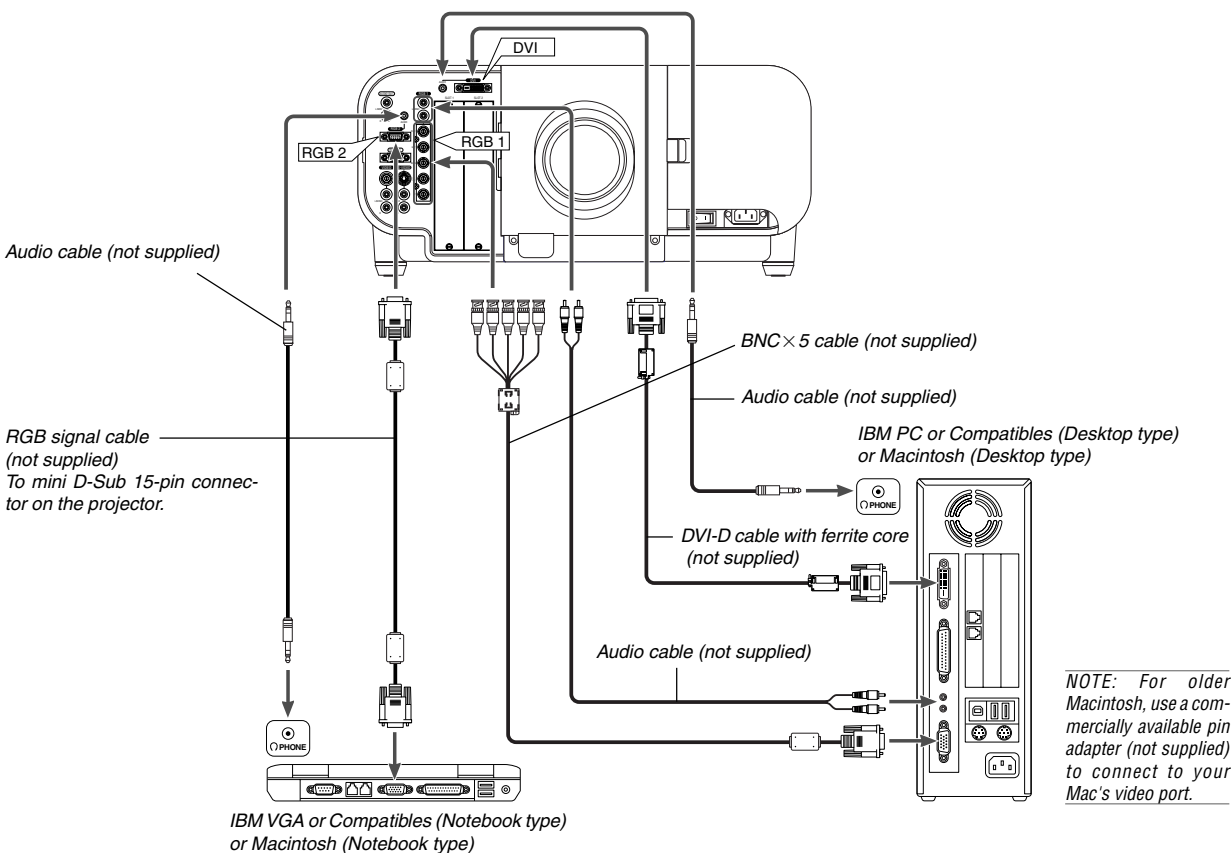 DVI
RGB 2
RGB 1
Audio cable (not supplied)
BNC×5 cable (not supplied)
Audio cable (not supplied)
RGB signal cable
(not supplied)
To mini D-Sub 15-pin connec-
tor on the projector.
IBM PC or Compatibles (Desktop type)
or Macintosh (Desktop type)
PHONE
DVI-D cable with ferrite core
(not supplied)
Audio cable (not supplied)
NOTE: For older
Macintosh, use a com-
mercially available pin
adapter (not supplied)
to connect to your
Mac's video port.
PHONE
IBM VGA or Compatibles (Notebook type)
or Macintosh (Notebook type)